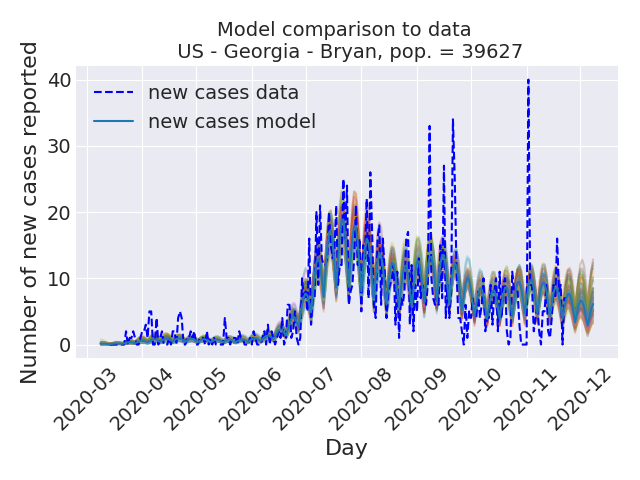 Model comparison to data
US - Georgia - Bryan, pop. = 39627
Number of new cases reported
40
30
20
10
0
new cases data
new cases model
2020-03
2020-04
2020-05
2020-06
2020-07
2020-08
2020-09
2020-10
2020-11
2020-12
Day